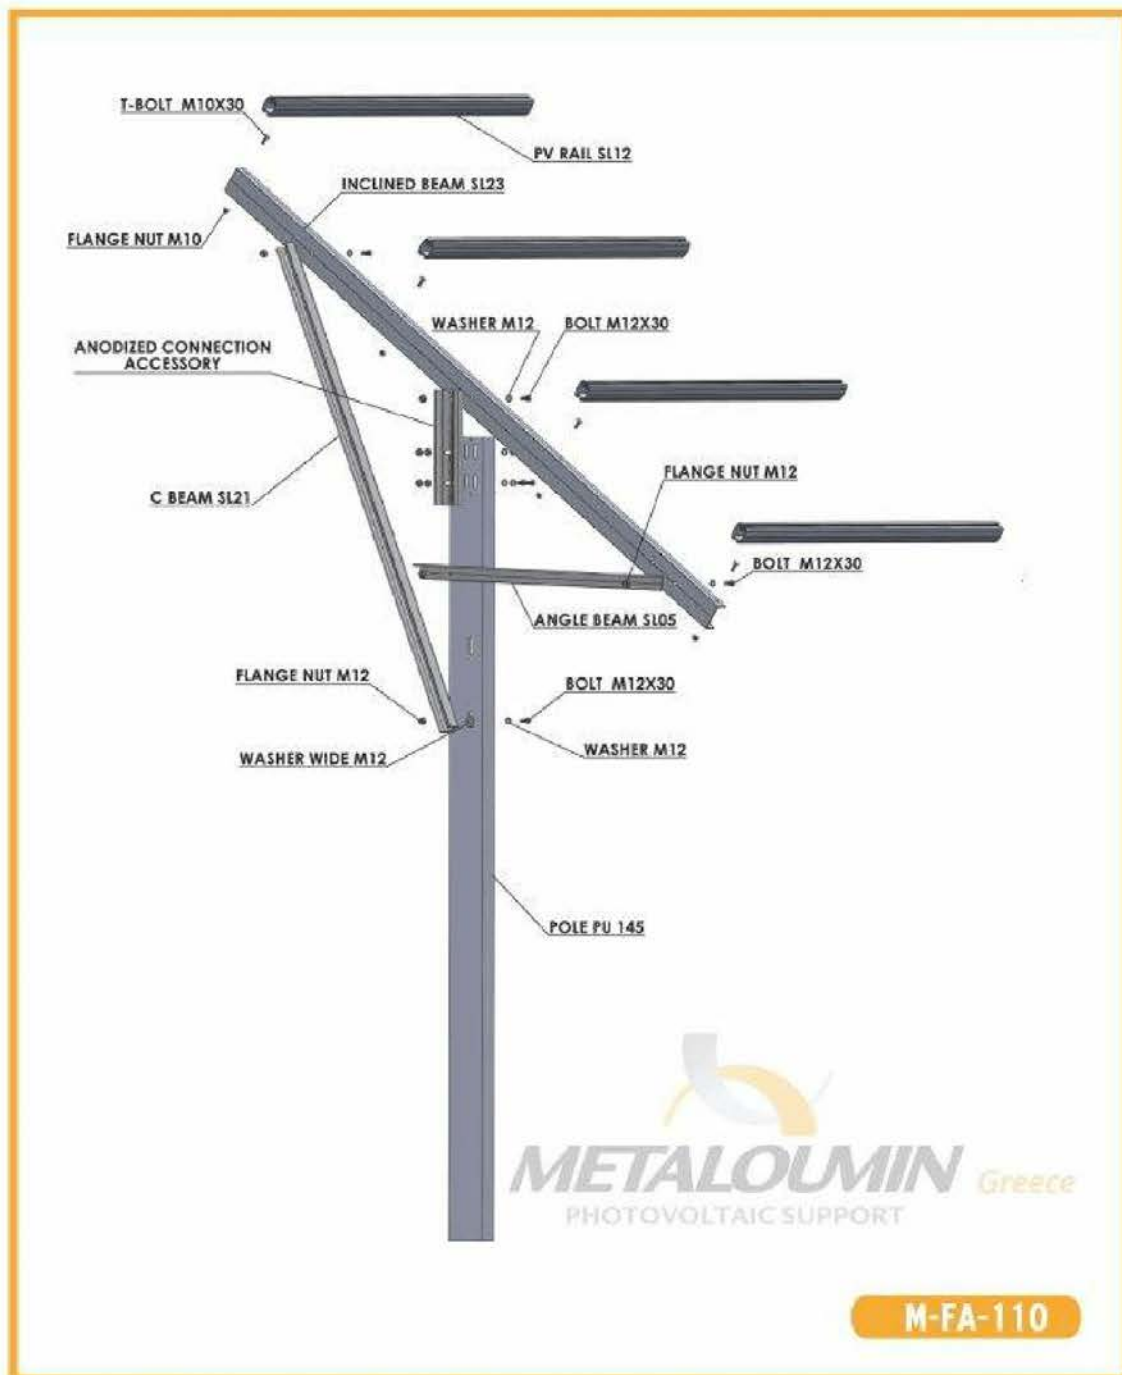 T-BOLT M10X30
PV RAIL SL12
INCLINED BEAM SL23
FLANGE NUT M10
WASHER M12
BOLT M12X30
ANODIZED CONNECTION
ACCESSORY
FLANGE NUT M12
C BEAM SL21
BOLT M12X30
ANGLE BEAM SL05
FLANGE NUT M12
BOLT M12X30
WASHER M12
WASHER WIDE M12
POLE PU 145
METALOUMIN Greece
PHOTOVOLTAIC SUPPORT
M-FA-110